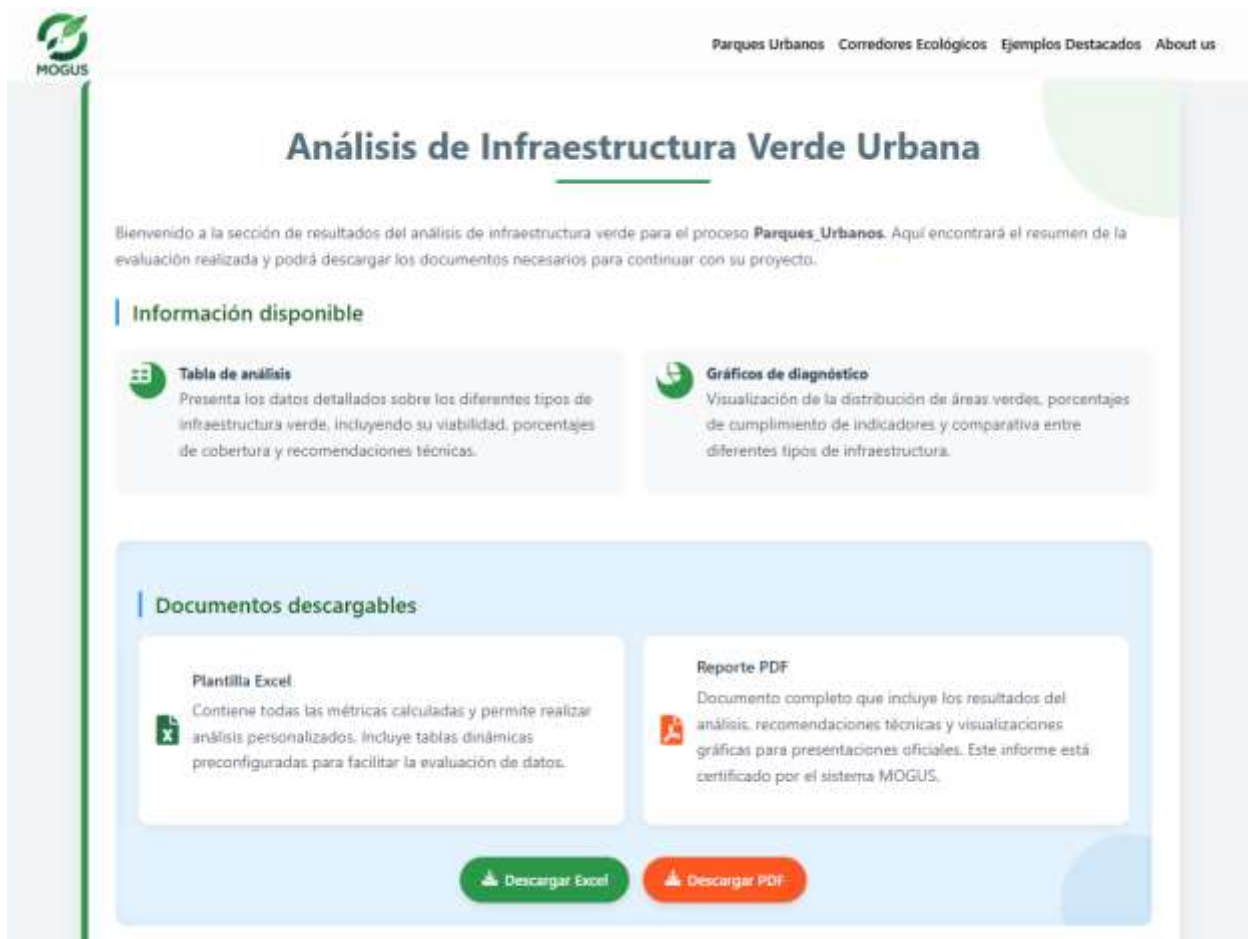 MOGUS
Parques Urbanos Corredores Ecológicos Ejemplos Destacados About us
Análisis de Infraestructura Verde Urbana
Bienvenido a la sección de resultados del análisis de infraestructura verde para el proceso Parques_Urbanos. Aquí encontrará el resumen de la
evaluación realizada y podrá descargar los documentos necesarios para continuar con su proyecto.
Información disponible
Tabla de análisis
Presenta los datos detallados sobre los diferentes tipos de
infraestructura verde, incluyendo su viabilidad, porcentajes
de cobertura y recomendaciones técnicas.
Gráficos de diagnóstico
Visualización de la distribución de áreas verdes, porcentajes
de cumplimiento de indicadores y comparativa entre
diferentes tipos de infraestructura.
Documentos descargables
Plantilla Excel
Contiene todas las métricas calculadas y permite realizar
análisis personalizados. Incluye tablas dinámicas
preconfiguradas para facilitar la evaluación de datos.
Reporte PDF
Documento completo que incluye los resultados del
análisis, recomendaciones técnicas y visualizaciones
gráficas para presentaciones oficiales. Este informe está
certificado por el sistema MOGUS.
Descargar Excel
Descargar PDF